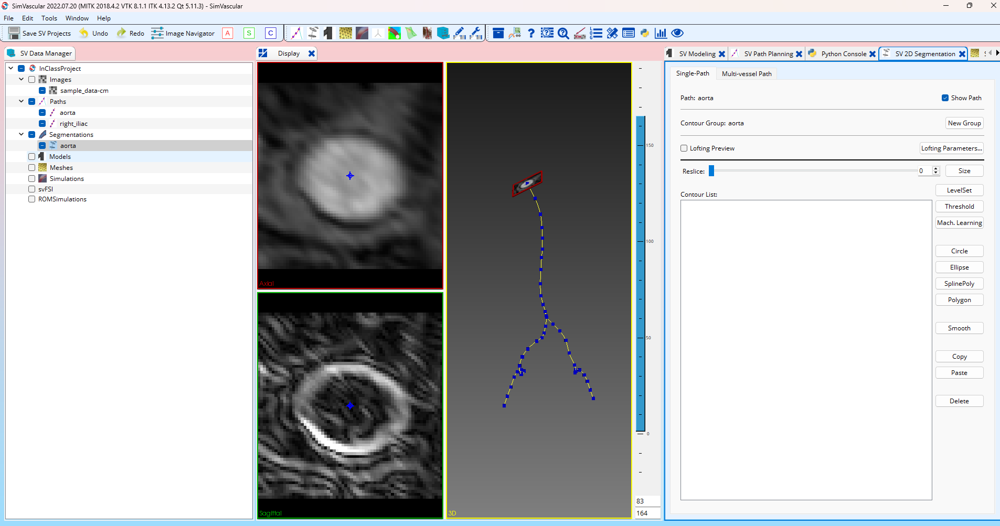 SimVascular 2022.07.20 (MITK 2018.4.2 VTK 8.1.1 ITK 4.13.2 Qt 5.11.3) - SimVascular
File Edit Tools Window Help
Save SV Projects Undo Redo Image Navigator A S C
SV Data Manager
Display
SV Modeling SV Path Planning Python Console SV 2D Segmentation
InClassProject
Images
sample_data-cm
Paths
aorta
right_iliac
Segmentations
aorta
Models
Meshes
Simulations
svFSI
ROMSimulations
Axial
Sagittal
3D
150
100
50
0
83
164
Single-Path Multi-vessel Path
Path: aorta Show Path
Contour Group: aorta New Group
Lofting Preview Lofting Parameters...
Reslice: 0 Size
Contour List:
LevelSet
Threshold
Mach. Learning
Circle
Ellipse
SplinePoly
Polygon
Smooth
Copy
Paste
Delete